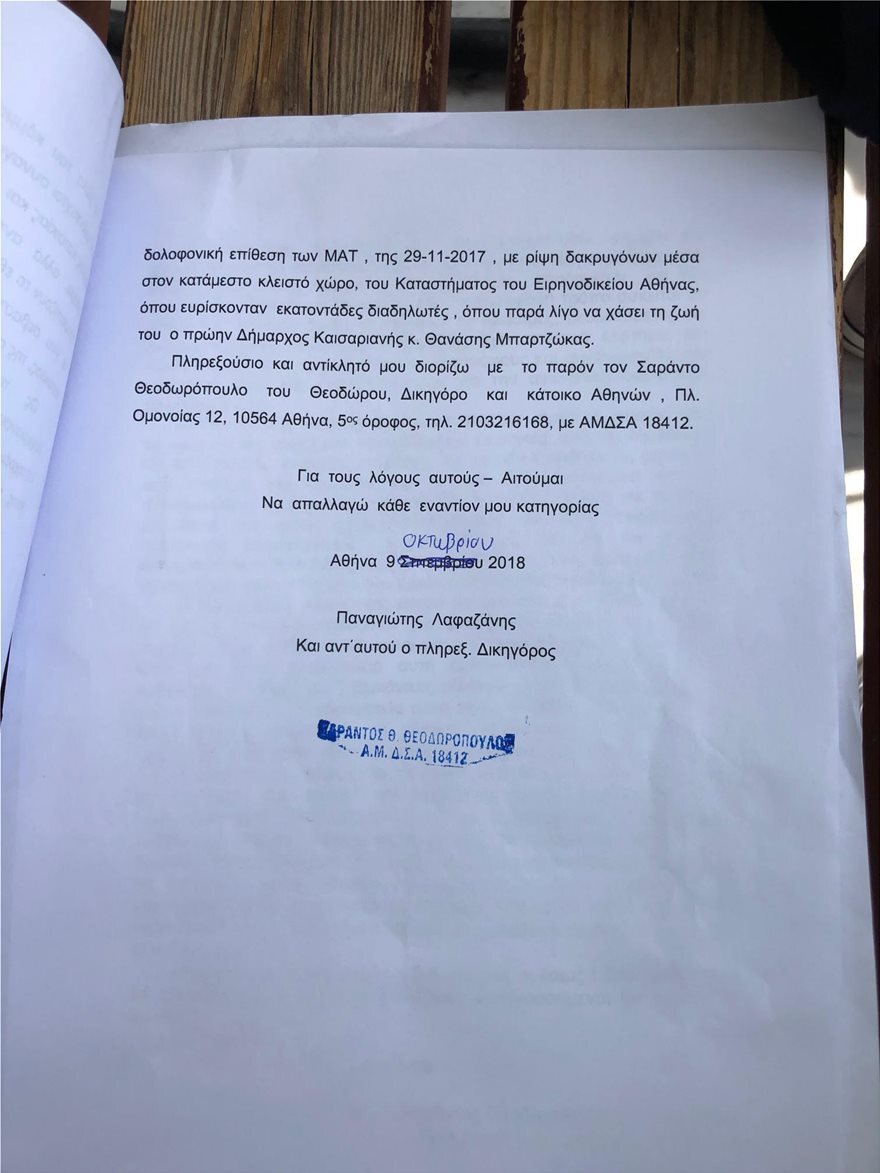 δολοφονική επίθεση των ΜΑΤ , της 29-11-2017 , με ρίψη δακρυγόνων μέσα
στον κατάμεστο κλειστό χώρο, του Καταστήματος του Ειρηνοδικείου Αθήνας,
όπου ευρίσκονταν εκατοντάδες διαδηλωτές , όπου παρά λίγο να χάσει τη ζωή
του ο πρώην Δήμαρχος Καισαριανής κ. Θανάσης Μπαρτζώκας.
Πληρεξούσιο και αντίκλητό μου διορίζω με το παρόν τον Σαράντο
Θεοδωρόπουλο του Θεοδώρου, Δικηγόρο και κάτοικο Αθηνών , Πλ.
Ομονοίας 12, 10564 Αθήνα, 5ος όροφος, τηλ. 2103216168, με ΑΜΔΣΑ 18412.
Για τους λόγους αυτούς – Αιτούμαι
Να απαλλαγώ κάθε εναντίον μου κατηγορίας
Οκτωβρίου
Αθήνα 9 Σεπτεμβρίου 2018
Παναγιώτης Λαφαζάνης
Και αντ΄αυτού ο πληρεξ. Δικηγόρος
ΣΑΡΑΝΤΟΣ Θ. ΘΕΟΔΩΡΟΠΟΥΛΟΣ
Α.Μ. Δ.Σ.Α. 18412